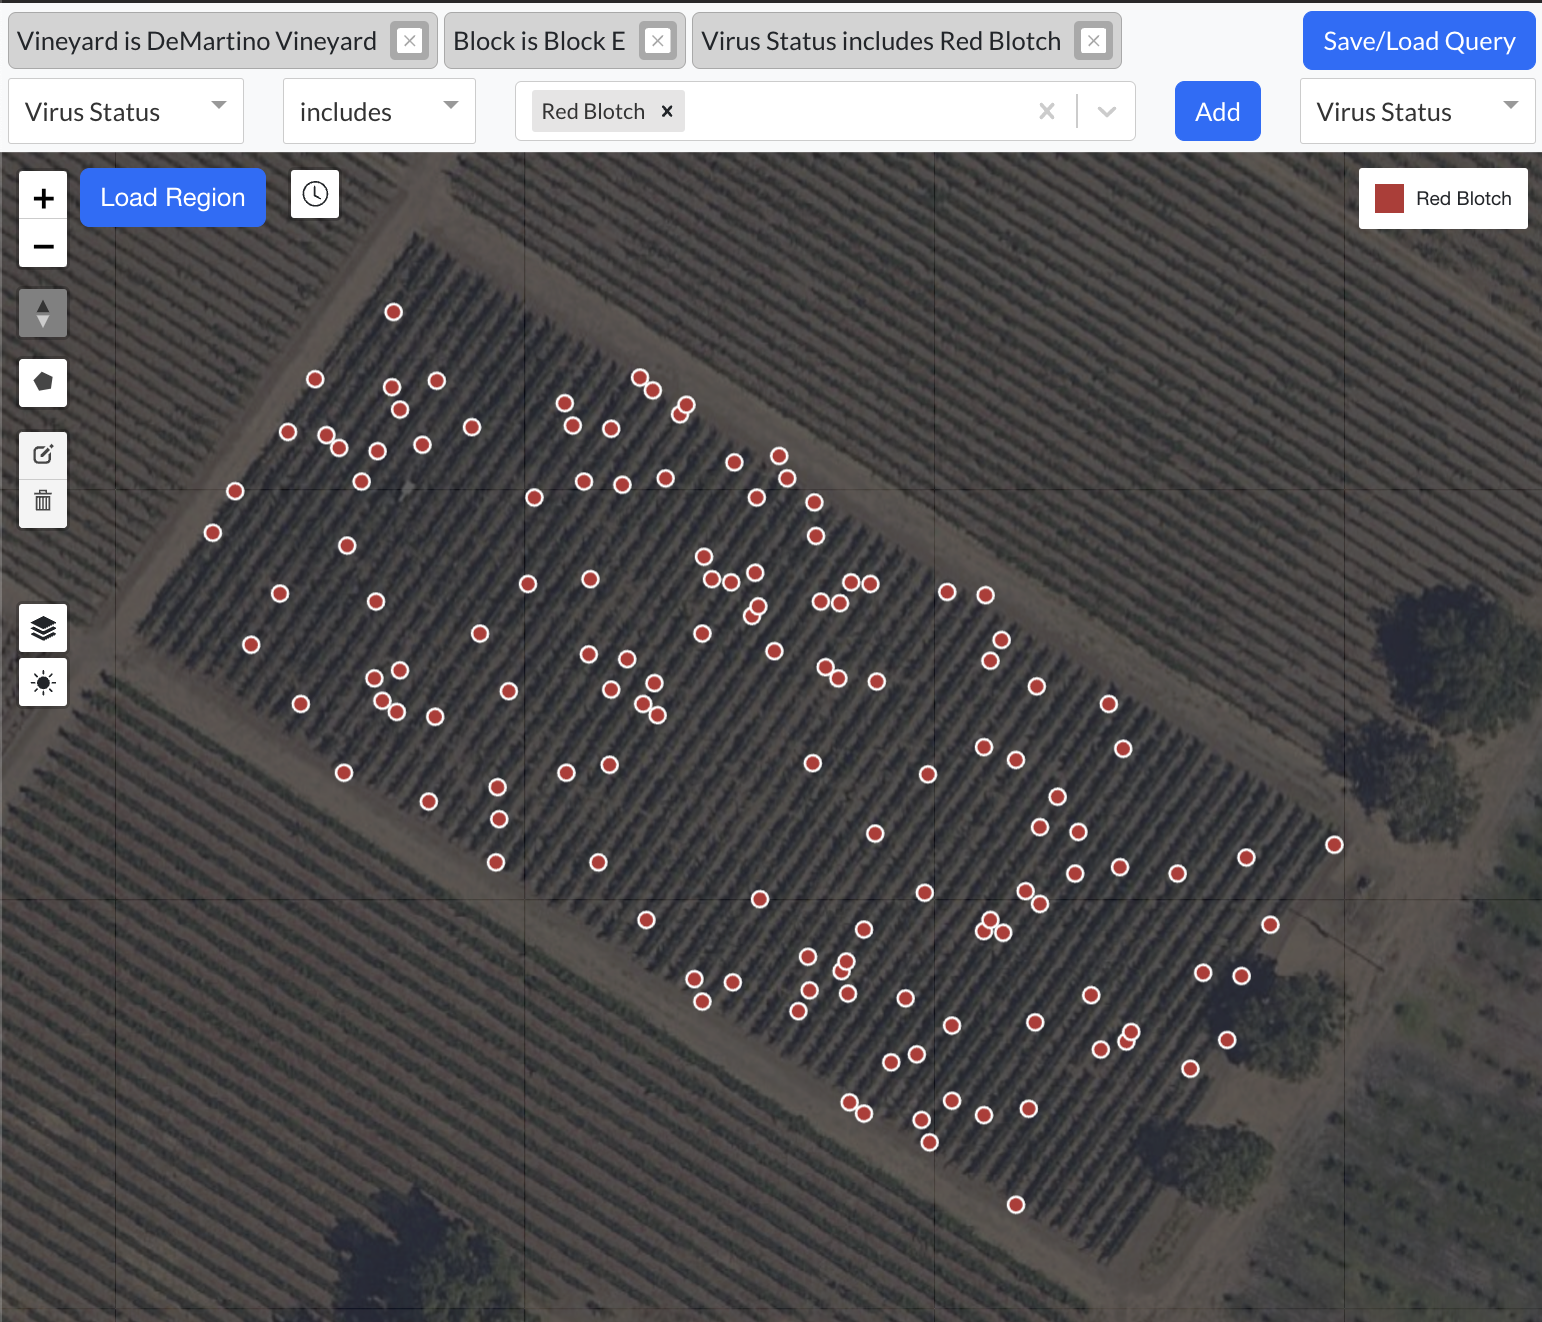 Vineyard is DeMartino Vineyard
Block is Block E
Virus Status includes Red Blotch
Save/Load Query
Virus Status
includes
Red Blotch
Add
Virus Status
+
Load Region
−
Red Blotch